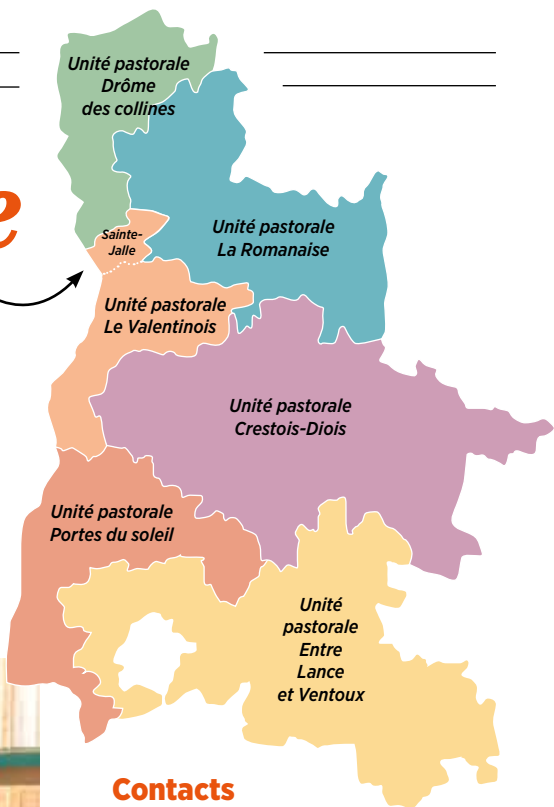 Unité pastorale
Drôme
des collines
e
Sainte-
Jalle
Unité pastorale
La Romanaise
Unité pastorale
Le Valentinois
Unité pastorale
Crestois-Diois
Unité pastorale
Portes du soleil
Unité
pastorale
Entre
Lance
et Ventoux
Contacts